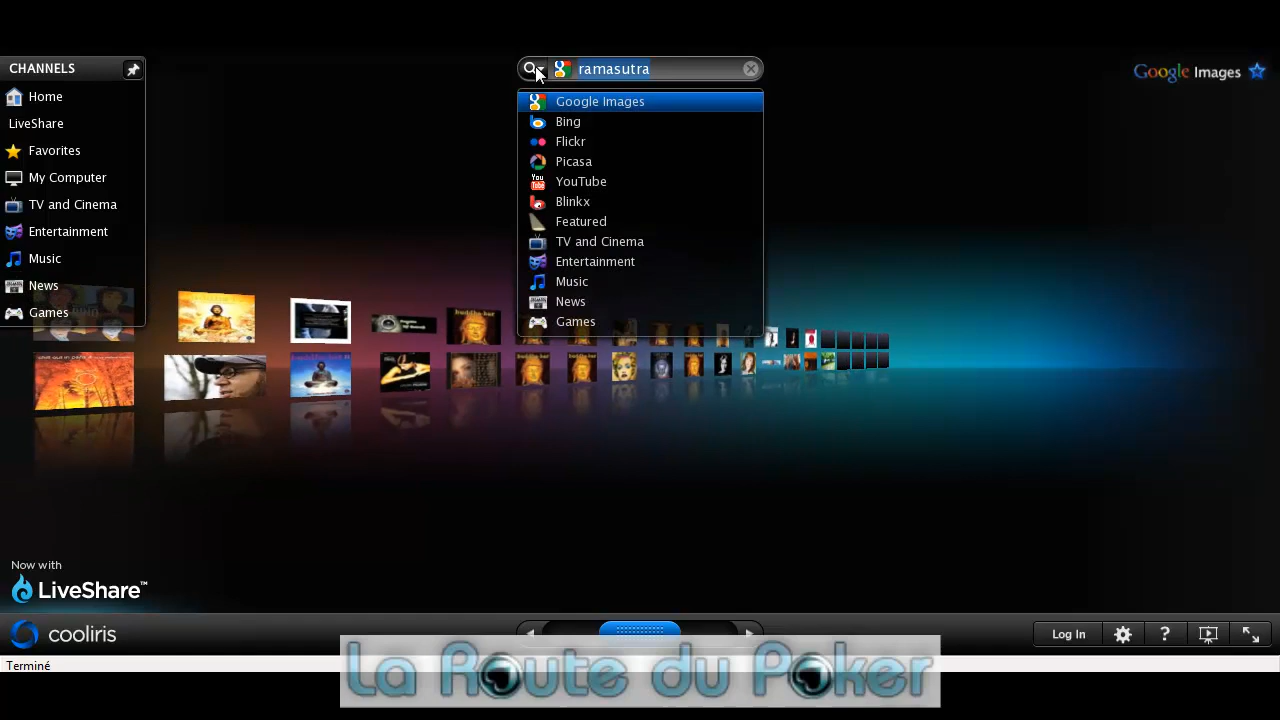 CHANNELS
Home
LiveShare
Favorites
My Computer
TV and Cinema
Entertainment
Music
News
Games
ramasutra
Google Images
Bing
Flickr
Picasa
YouTube
Blinkx
Featured
TV and Cinema
Entertainment
Music
News
Games
Google Images
Now with
LiveShare™
cooliris
Log In
?
Terminé
La Route du Poker